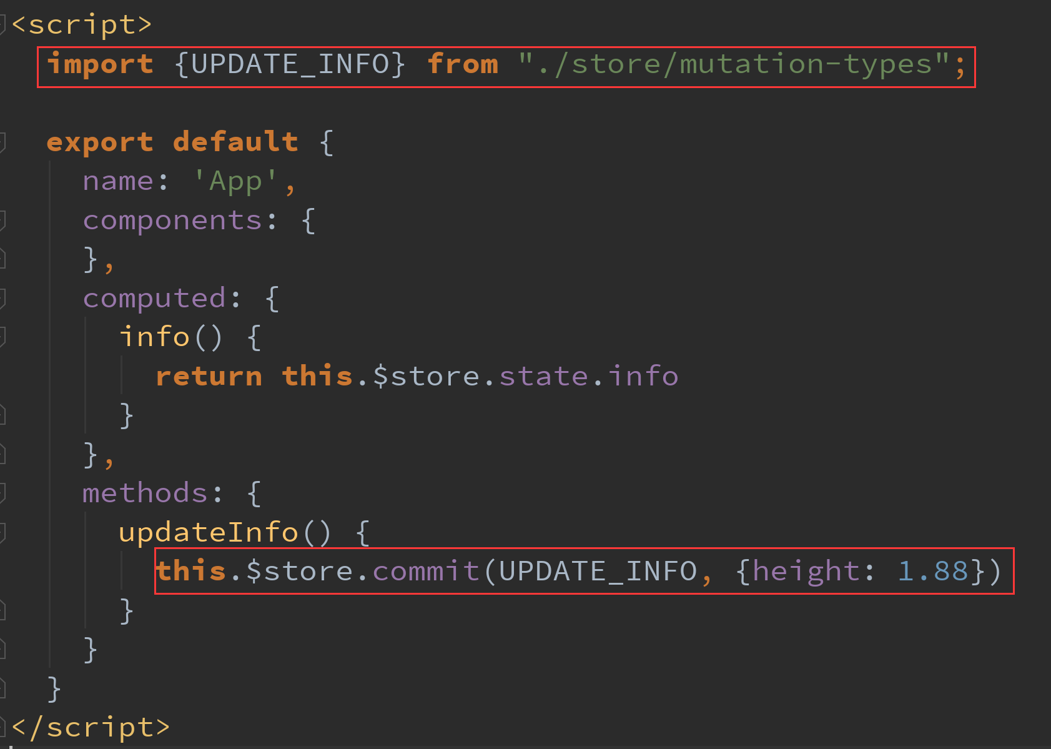 <script>
import {UPDATE_INFO} from "./store/mutation-types";
export default {
name: 'App',
components: {
},
computed: {
info() {
return this.$store.state.info
}
},
methods: {
updateInfo() {
this.$store.commit(UPDATE_INFO, {height: 1.88})
}
}
}
</script>